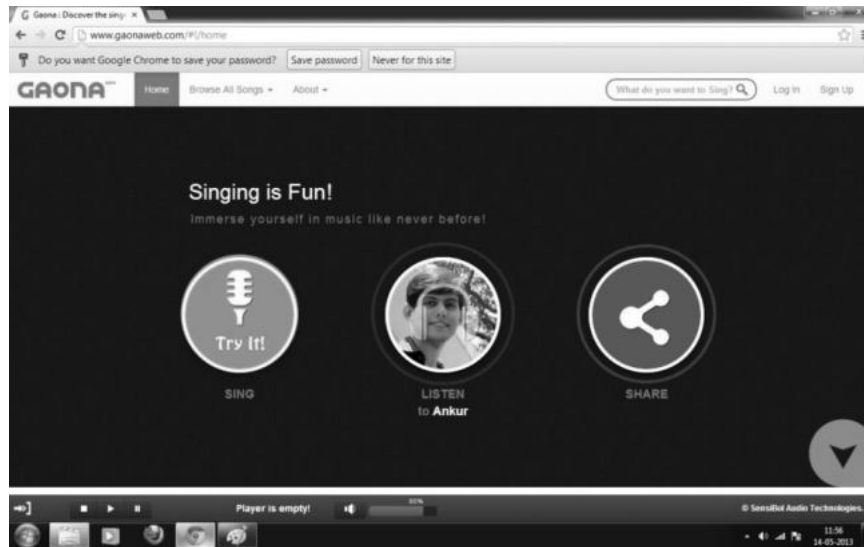 Gaona : Discover the sing
www.gaonaweb.com/#!/home
Do you want Google Chrome to save your password? Save password Never for this site
GAONA Home Browse All Songs About What do you want to Sing? Log in Sign Up
Singing is Fun!
Immerse yourself in music like never before!
Try It!
SING LISTEN SHARE
to Ankur
Player is empty! 80% © SensiBol Audio Technologies.
11:56
14-05-2013